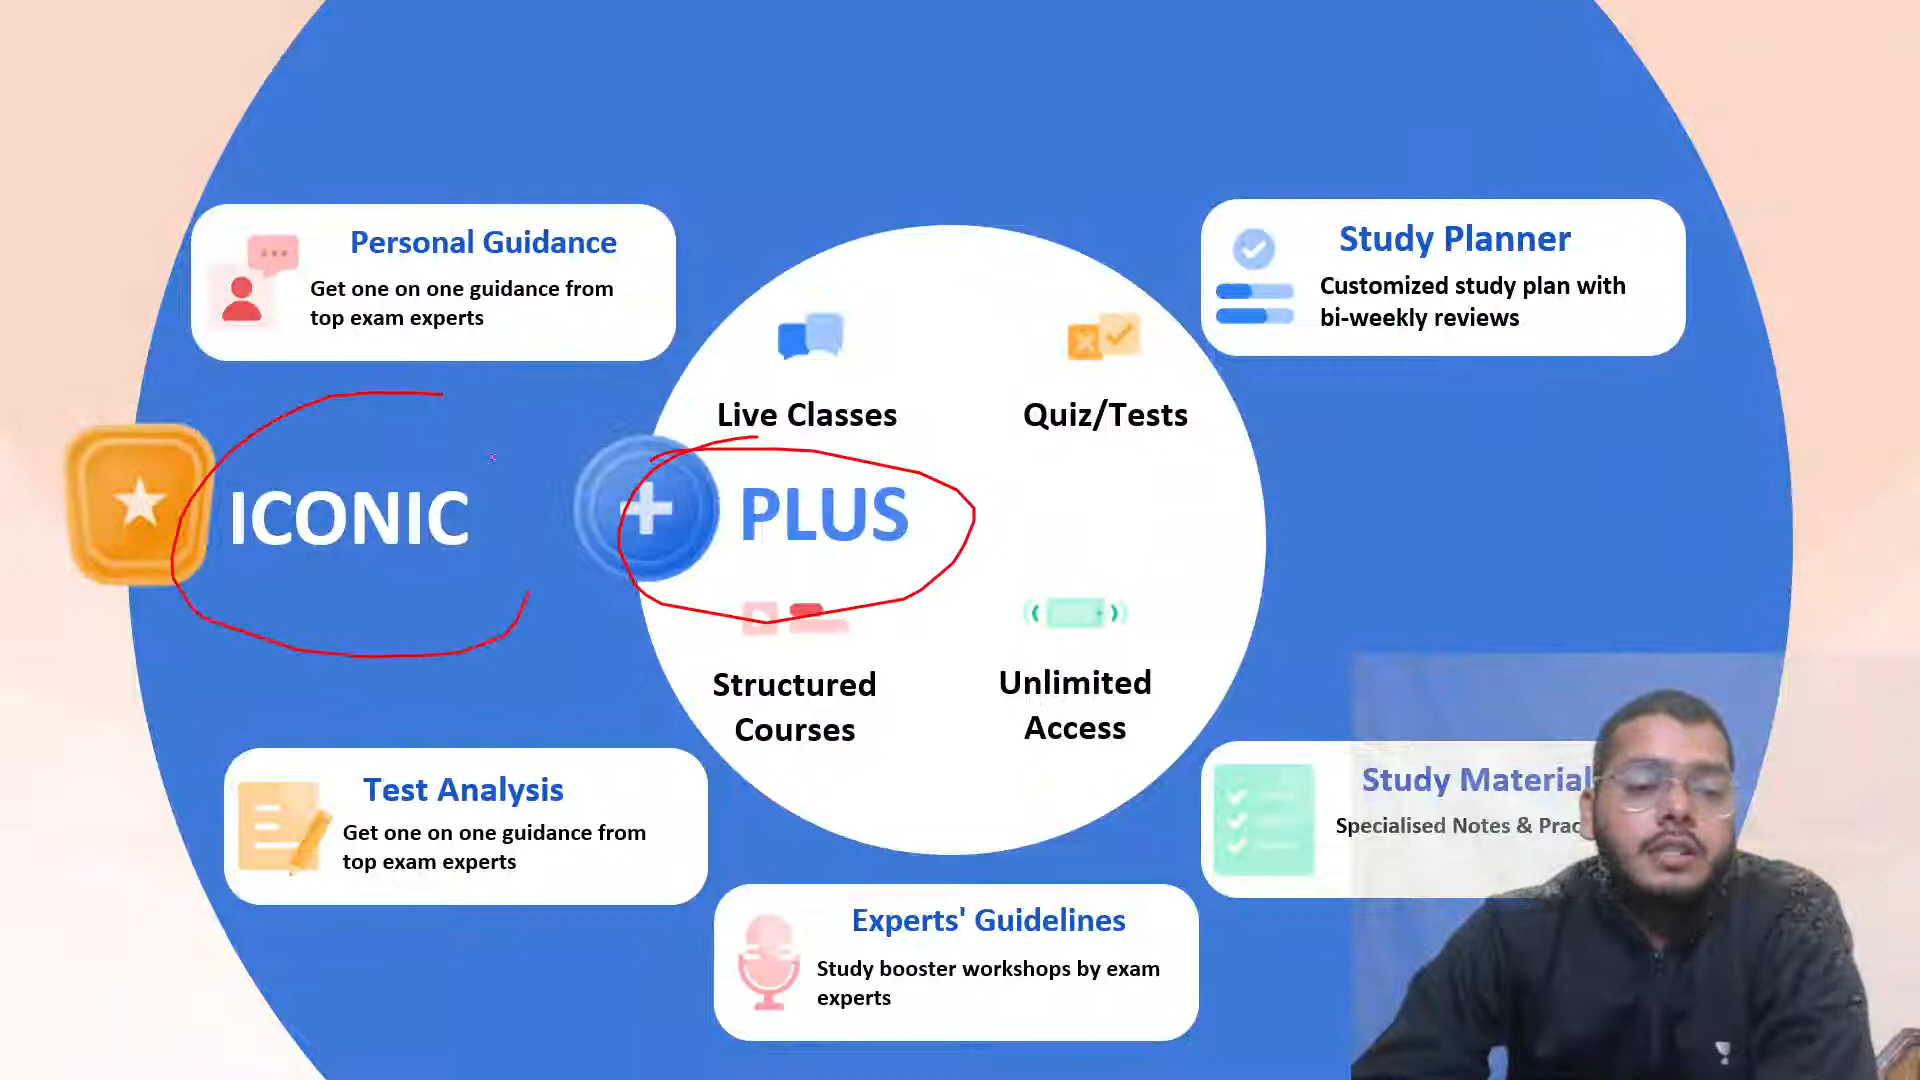 Personal Guidance
Get one on one guidance from
top exam experts
Study Planner
Customized study plan with
bi-weekly reviews
Live Classes
Quiz/Tests
ICONIC
PLUS
Structured
Courses
Unlimited
Access
Test Analysis
Get one on one guidance from
top exam experts
Study Material
Specialised Notes &
Experts' Guidelines
Study booster workshops by exam
experts